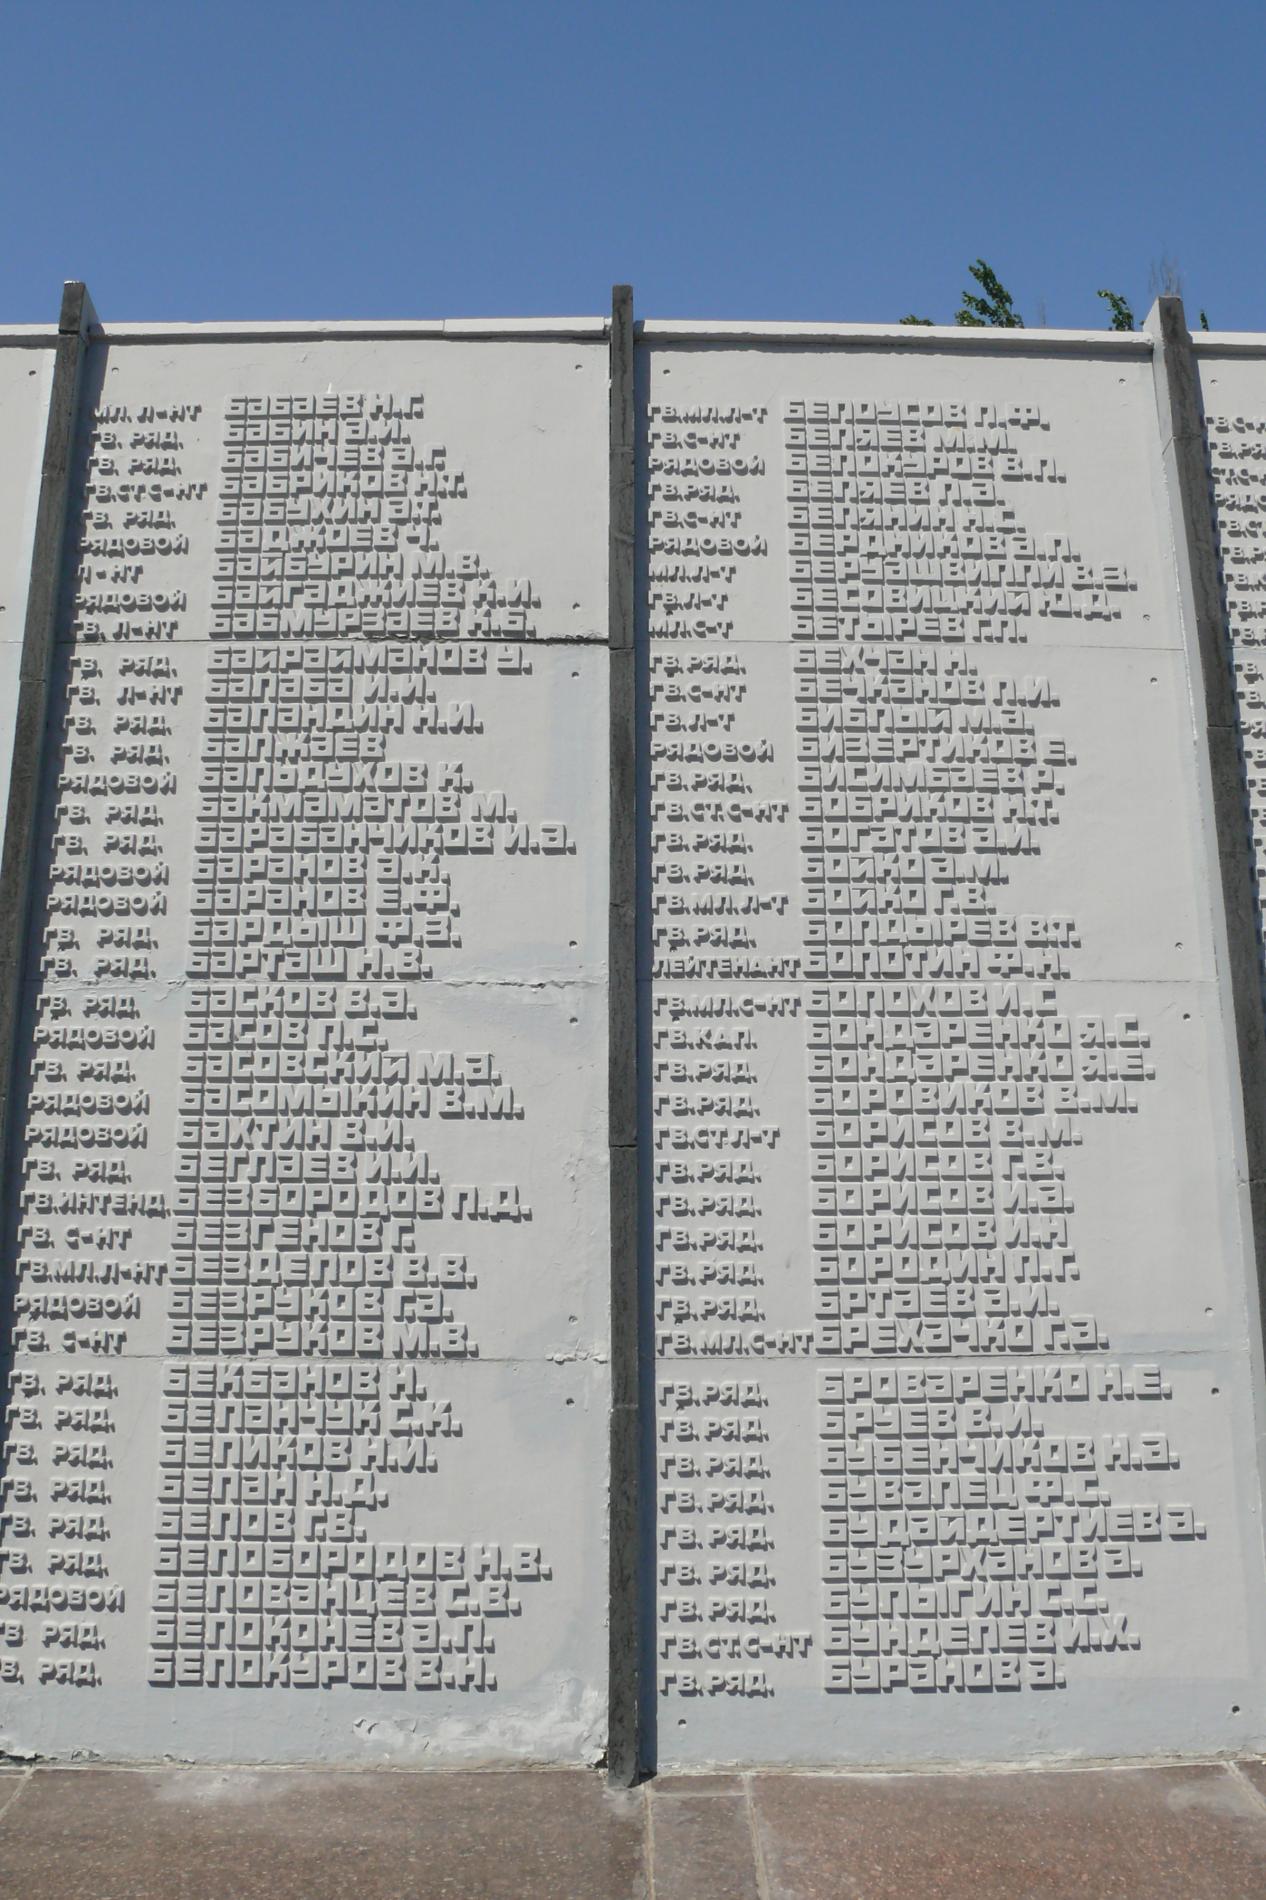 МЛ. Л-НТ БАБАЕВ Н.Г.
ГВ. РЯД. БАБИН А.И.
ГВ. РЯД. БАБИЧЕВ А.Г.
ГВ.СТ.С-НТ БАБРИКОВ Н.Т.
ГВ. РЯД. БАБУХИН А.Т.
РЯДОВОЙ БАДЖОЕВ Ч.
Л-НТ БАЙБУРИН М.В.
РЯДОВОЙ БАЙГАДЖИЕВ К.И.
ГВ. Л-НТ БАБМУРЗАЕВ К.Б.
ГВ. РЯД. БАЙРАЙМАНОВ У.
ГВ. Л-НТ БАЛАБА И.И.
ГВ. РЯД. БАЛАНДИН Н.И.
ГВ. РЯД. БАЛЖАЕВ
РЯДОВОЙ БАЛЬДУХОВ К.
ГВ. РЯД. БАКМАМАТОВ М.
ГВ. РЯД. БАРАБАНЧИКОВ И.А.
РЯДОВОЙ БАРАНОВ А.К.
РЯДОВОЙ БАРАНОВ Е.Ф.
ГВ. РЯД. БАРДЫШ Ф.З.
ГВ. РЯД. БАРТАШ Н.В.
ГВ. РЯД. БАСКОВ В.А.
РЯДОВОЙ БАСОВ П.С.
ГВ. РЯД. БАСОВСКИЙ М.А.
РЯДОВОЙ БАСОМЫКИН В.М.
РЯДОВОЙ БАХТИН В.И.
ГВ. РЯД. БЕГЛАЕВ И.И.
ГВ.ИНТЕНД. БЕЗБОРОДОВ П.Д.
ГВ. С-НТ БЕЗГЕНОВ Г.
ГВ.МЛ.Л-НТ БЕЗДЕЛОВ В.В.
РЯДОВОЙ БЕЗРУКОВ Г.А.
ГВ. С-НТ БЕЗРУКОВ М.В.
ГВ. РЯД. БЕКБАНОВ Н.
ГВ. РЯД. БЕЛАНЧУК С.К.
ГВ. РЯД. БЕЛИКОВ Н.И.
ГВ. РЯД. БЕЛАН Н.Д.
ГВ. РЯД. БЕЛОВ Г.В.
ГВ. РЯД. БЕЛОБОРОДОВ Н.В.
РЯДОВОЙ БЕЛОВАНЦЕВ С.В.
ГВ. РЯД. БЕЛОКОНЕВ А.Л.
ГВ. РЯД. БЕЛОКУРОВ В.Н.
ГВ.МЛ.Л-Т БЕЛОУСОВ П.Ф.
ГВ.С-НТ БЕЛЯЕВ М.М.
РЯДОВОЙ БЕЛОКУРОВ В.П.
ГВ.РЯД. БЕЛЯЕВ П.А.
ГВ.С-НТ БЕЛЯНИН Н.С.
РЯДОВОЙ БЕРДНИКОВ А.П.
МЛ.Л-Т БЕРУАШВИЛЛИ В.В.
ГВ.Л-Т БЕСОВИЦКИЙ Ю.Д.
МЛ.С-Т БЕТЫРЕВ Г.П.
ГВ.РЯД. БЕХЧАН Н.
ГВ.С-НТ БЕЧКАНОВ П.И.
ГВ.Л-Т БИБЛЫЙ М.А.
РЯДОВОЙ БИЗЕРТИКОВ Е.
ГВ.РЯД. БИСИМБАЕВ Р.
ГВ.СТ.С-НТ БОБРИКОВ Н.Т.
ГВ.РЯД. БОГАТОВ А.И.
ГВ.РЯД. БОЙКО А.М.
ГВ.МЛ.Л-Т БОЙКО Г.В.
ГВ.РЯД. БОЛДЫРЕВ В.Т.
ЛЕЙТЕНАНТ БОЛОТИН Ф.Н.
ГВ.МЛ.С-НТ БОЛОХОВ И.С
ГВ.КАП. БОНДАРЕНКО Я.С.
ГВ.РЯД. БОНДАРЕНКО Я.Е.
ГВ.РЯД. БОРОВИКОВ В.М.
ГВ.СТ.Л-Т БОРИСОВ В.М.
ГВ.РЯД. БОРИСОВ Г.В.
ГВ.РЯД. БОРИСОВ И.А.
ГВ.РЯД. БОРИСОВ И.Н
ГВ.РЯД. БОРОДИН П.Г.
ГВ.РЯД. БРТАЕВ А.И.
ГВ.МЛ.С-НТ БРЕХАЧКО Г.А.
ГВ.РЯД. БРОВАРЕНКО Н.Е.
ГВ.РЯД. БРУЕВ В.И.
ГВ.РЯД. БУБЕНЧИКОВ Н.А.
ГВ.РЯД. БУВАЛЕЦ Ф.С.
ГВ.РЯД. БУДАЙДЕРТИЕВ А.
ГВ.РЯД. БУЗУРХАНОВ А.
ГВ.РЯД. БУЛЫГИН С.С.
ГВ.СТ.С-НТ БУНДЕЛЕВ И.Х.
ГВ.РЯД. БУРАНОВ А.